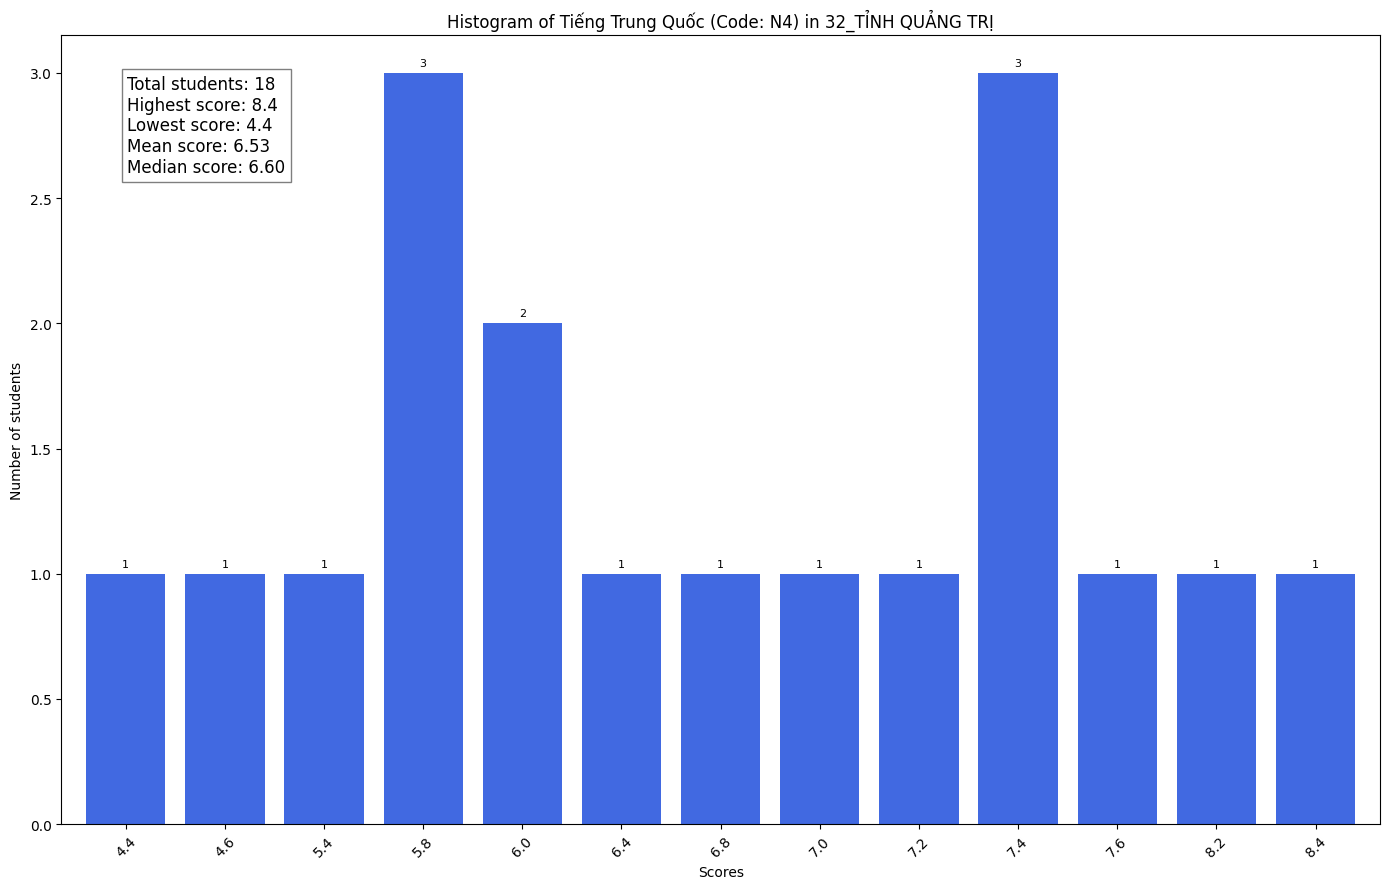 Histogram of Tiếng Trung Quốc (Code: N4) in 32_TỈNH QUẢNG TRỊ
Total students: 18
Highest score: 8.4
Lowest score: 4.4
Mean score: 6.53
Median score: 6.60
Number of students
3.0
2.5
2.0
1.5
1.0
0.5
0.0
1 1 1 3 2 1 1 1 1 3 1 1 1
4.4 4.6 5.4 5.8 6.0 6.4 6.8 7.0 7.2 7.4 7.6 8.2 8.4
Scores